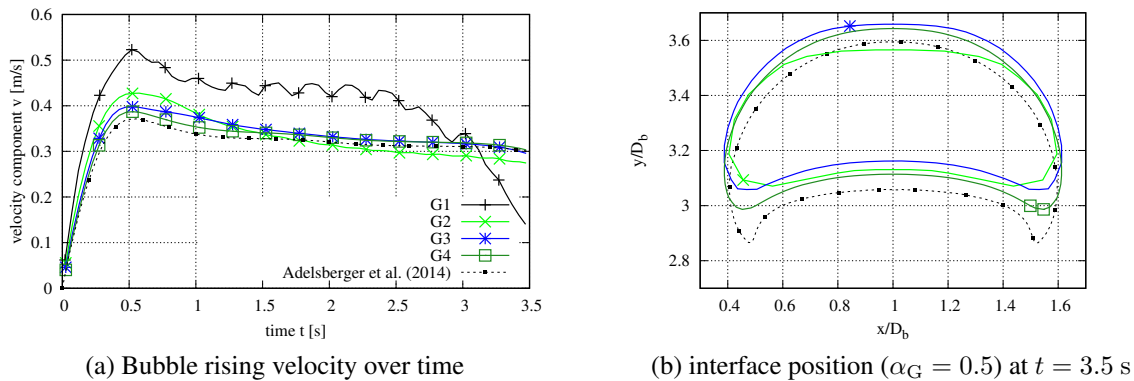 velocity component v [m/s]
0.6
0.5
0.4
0.3
0.2
0.1
0
G1
G2
G3
G4
Adelsberger et al. (2014)
0 0.5 1 1.5 2 2.5 3 3.5
time t [s]
(a) Bubble rising velocity over time
y/D_b
3.6
3.4
3.2
3
2.8
0.4 0.6 0.8 1 1.2 1.4 1.6
x/D_b
(b) interface position (α_G = 0.5) at t = 3.5 s